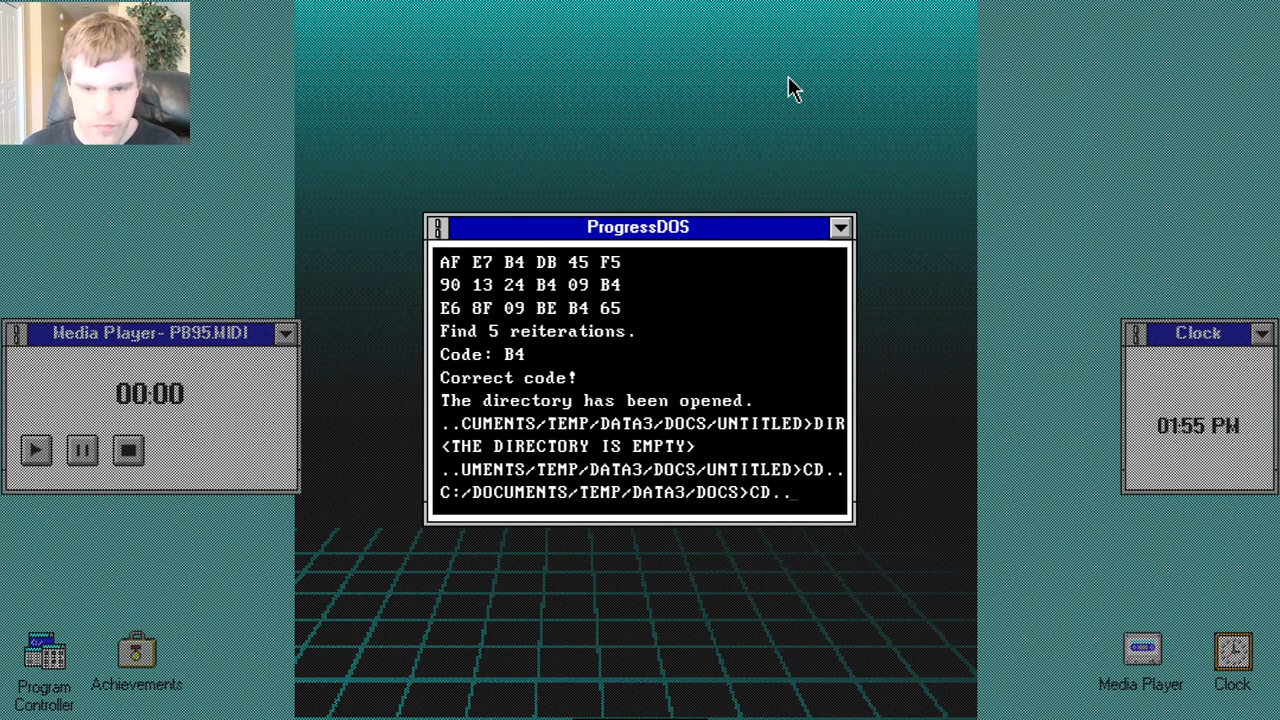 ProgressDOS
AF E7 B4 DB 45 F5
90 13 24 B4 09 B4
E6 8F 09 BE B4 65
Find 5 reiterations.
Code: B4
Correct code!
The directory has been opened.
..CUMENTS/TEMP/DATA3/DOCS/UNTITLED>DIR
<THE DIRECTORY IS EMPTY>
..UMENTS/TEMP/DATA3/DOCS/UNTITLED>CD..
C:/DOCUMENTS/TEMP/DATA3/DOCS>CD.._
Media Player- PB95.MIDI
00:00
Clock
01:55 PM
Program
Controller
Achievements
Media Player
Clock